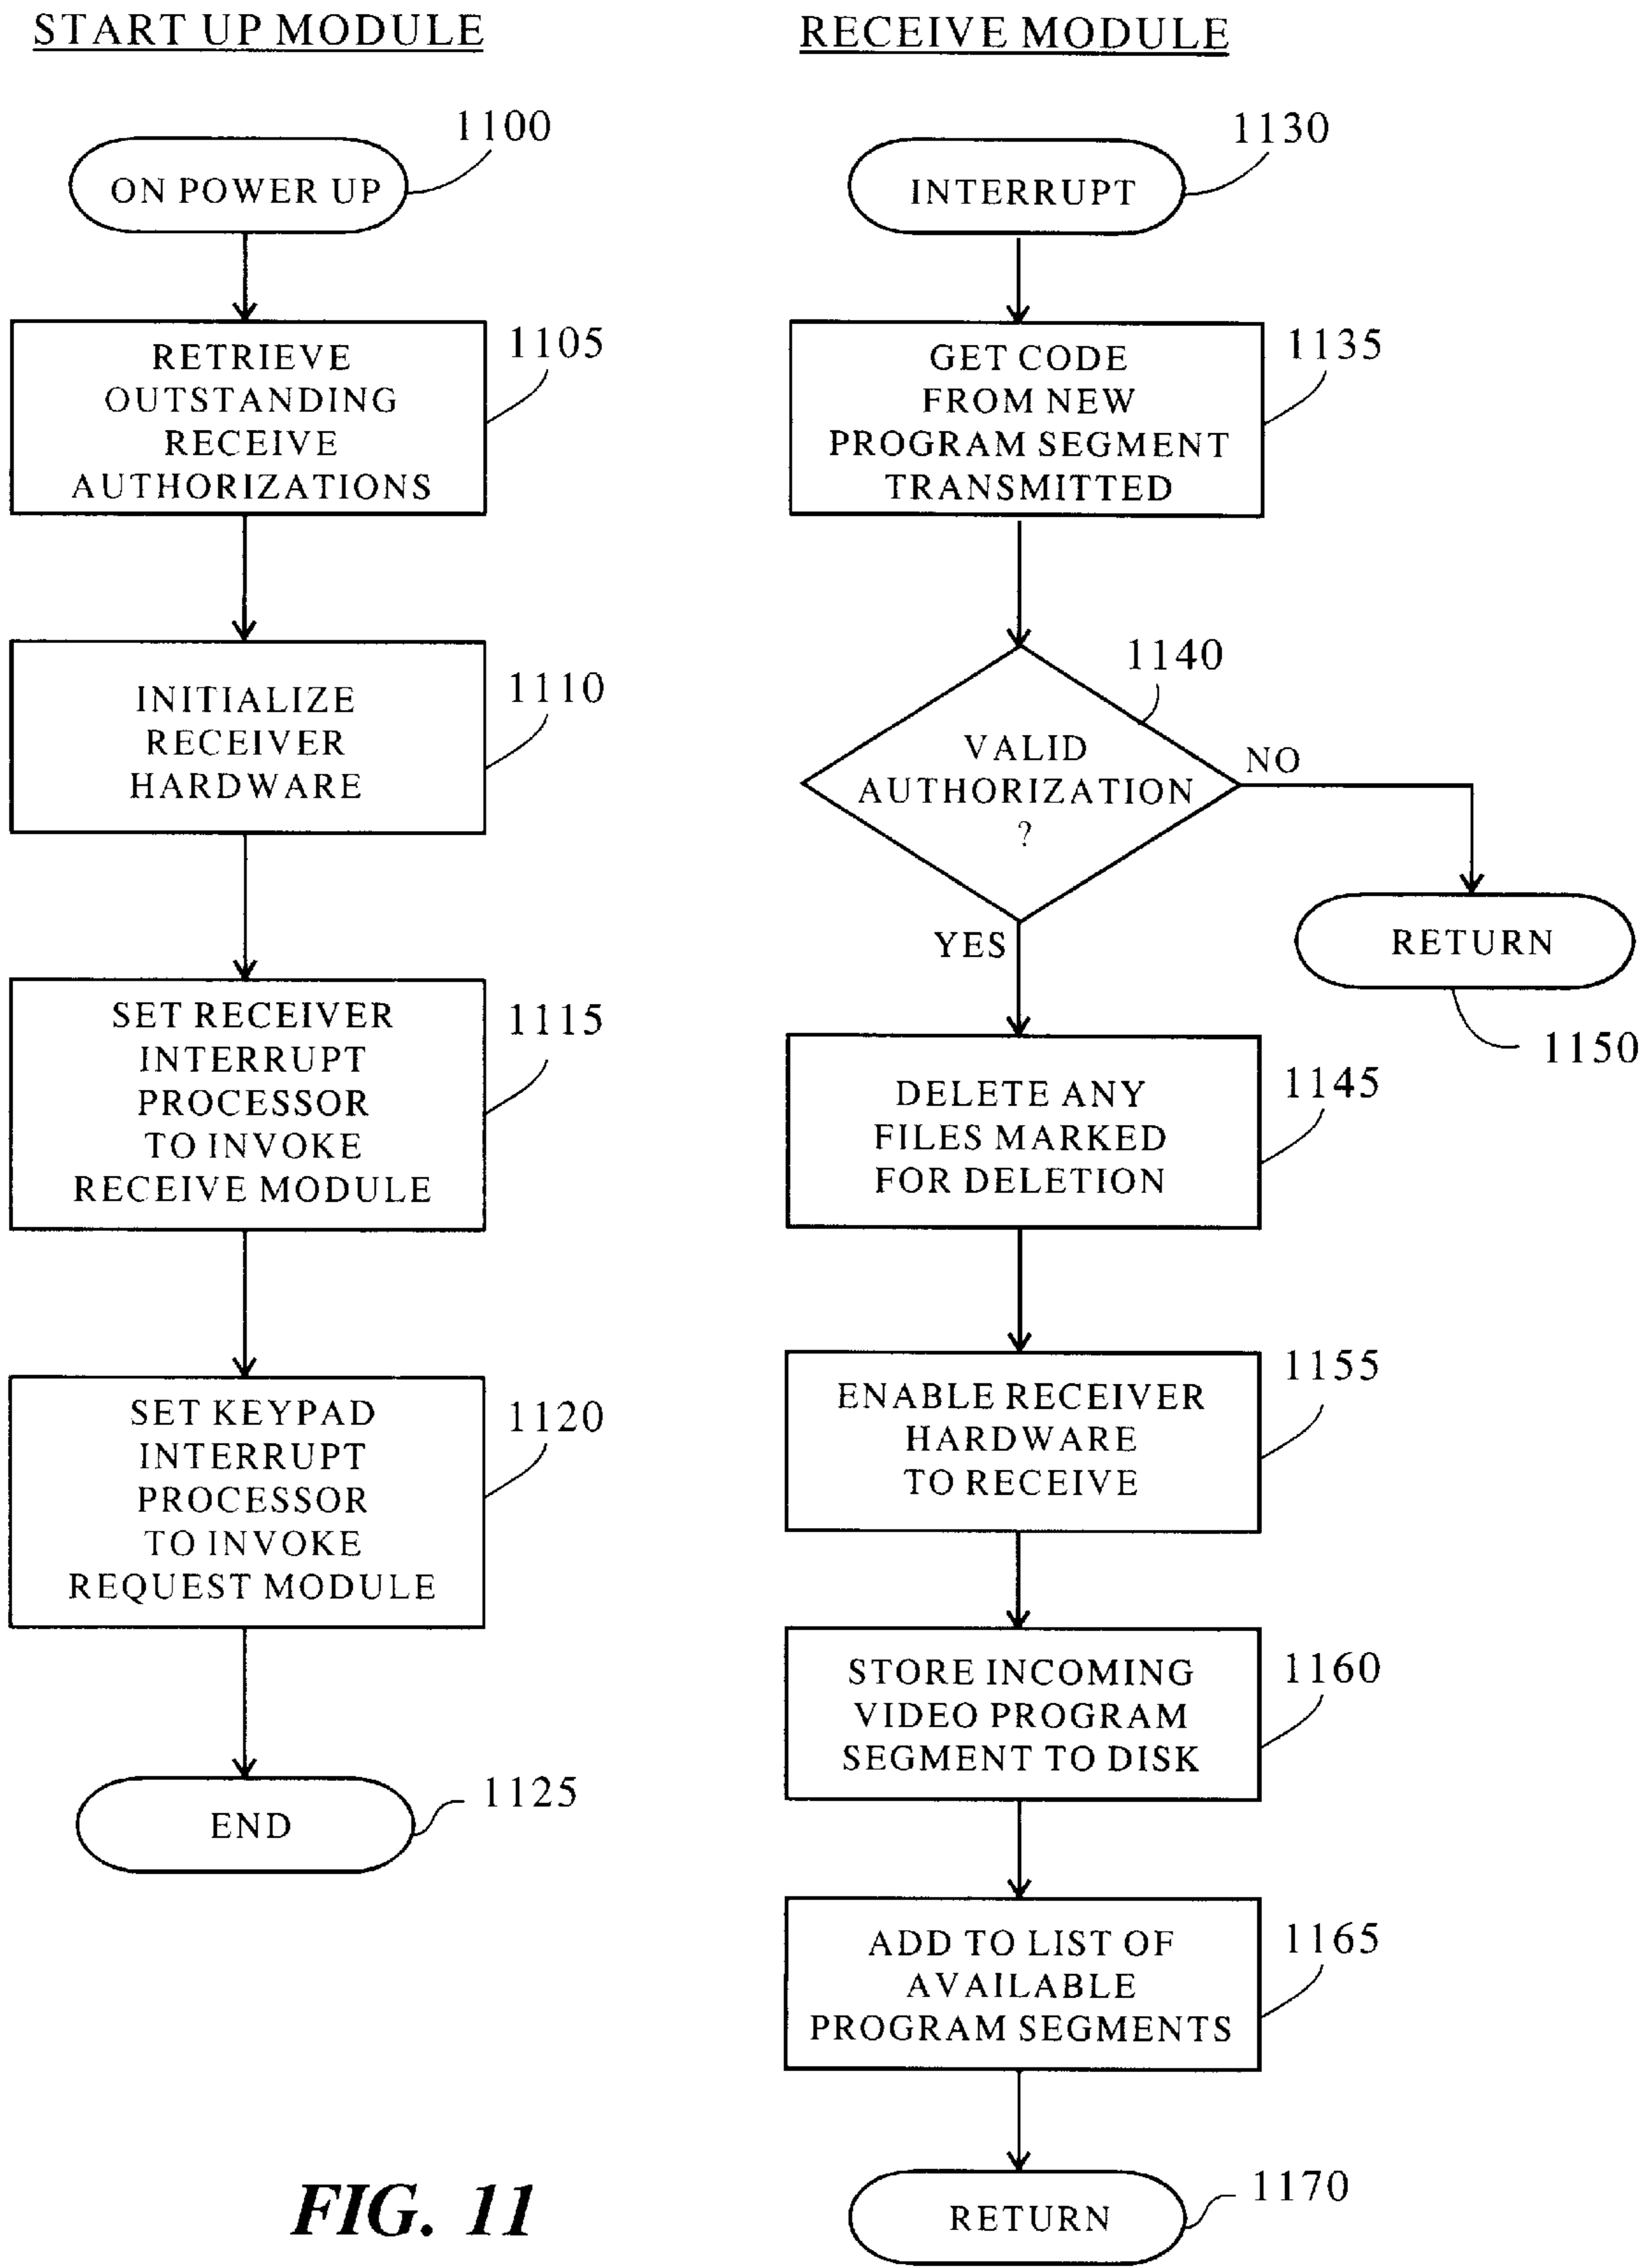 START UP MODULE
1100
ON POWER UP
1105
RETRIEVE
OUTSTANDING
RECEIVE
AUTHORIZATIONS
1110
INITIALIZE
RECEIVER
HARDWARE
1115
SET RECEIVER
INTERRUPT
PROCESSOR
TO INVOKE
RECEIVE MODULE
1120
SET KEYPAD
INTERRUPT
PROCESSOR
TO INVOKE
REQUEST MODULE
1125
END
RECEIVE MODULE
1130
INTERRUPT
1135
GET CODE
FROM NEW
PROGRAM SEGMENT
TRANSMITTED
1140
VALID
AUTHORIZATION
?
NO
RETURN
1150
YES
1145
DELETE ANY
FILES MARKED
FOR DELETION
1155
ENABLE RECEIVER
HARDWARE
TO RECEIVE
1160
STORE INCOMING
VIDEO PROGRAM
SEGMENT TO DISK
1165
ADD TO LIST OF
AVAILABLE
PROGRAM SEGMENTS
1170
RETURN
FIG. 11